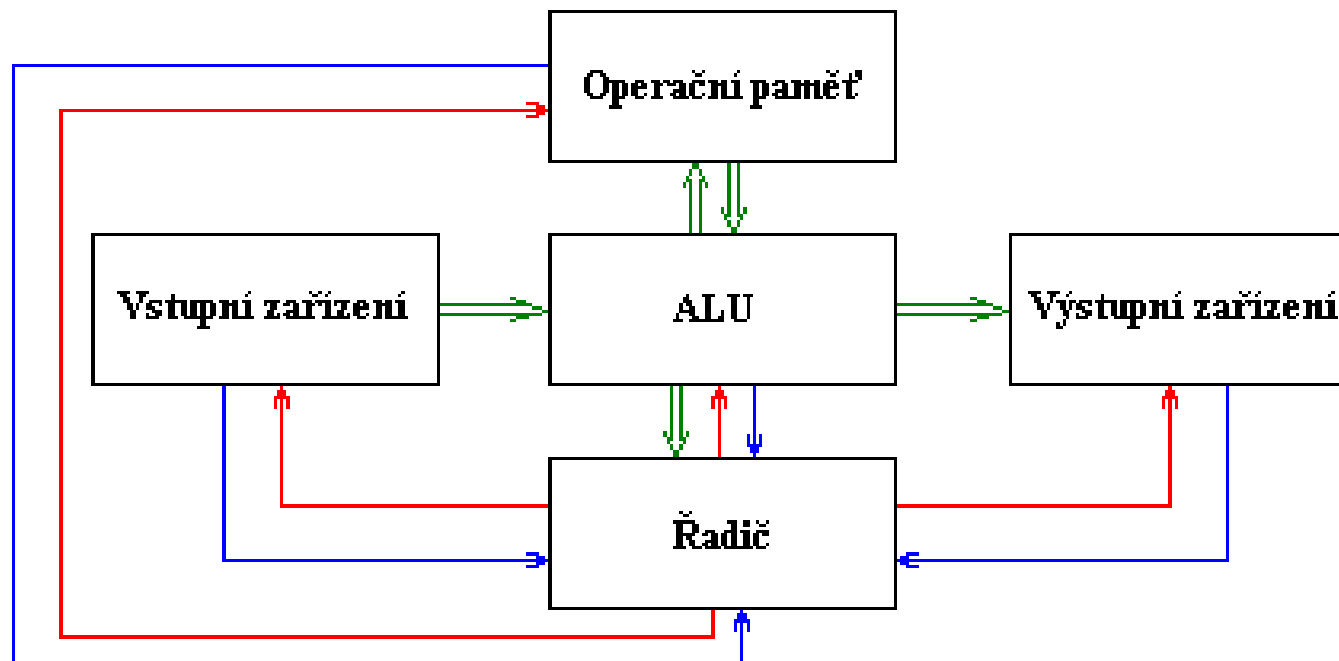 Operační paměť
Vstupní zařízení
ALU
Výstupní zařízení
Řadič